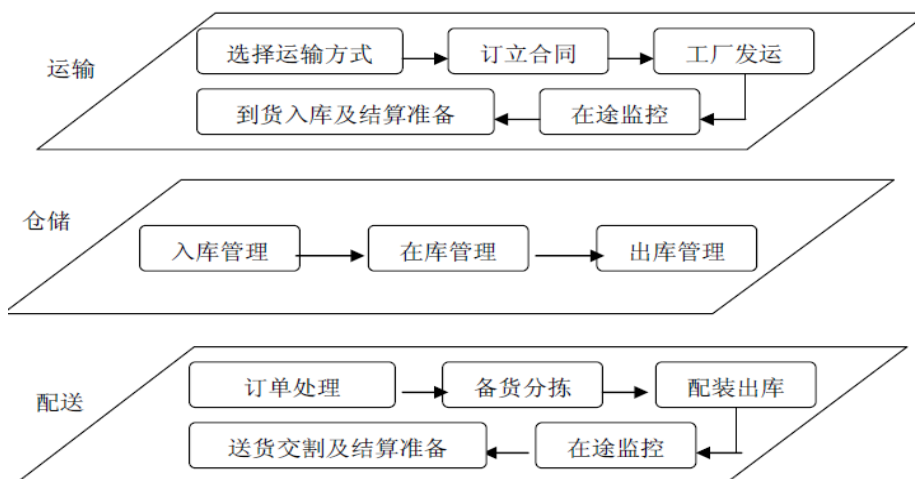 运输
选择运输方式
订立合同
工厂发运
到货入库及结算准备
在途监控
仓储
入库管理
在库管理
出库管理
配送
订单处理
备货分拣
配装出库
送货交割及结算准备
在途监控